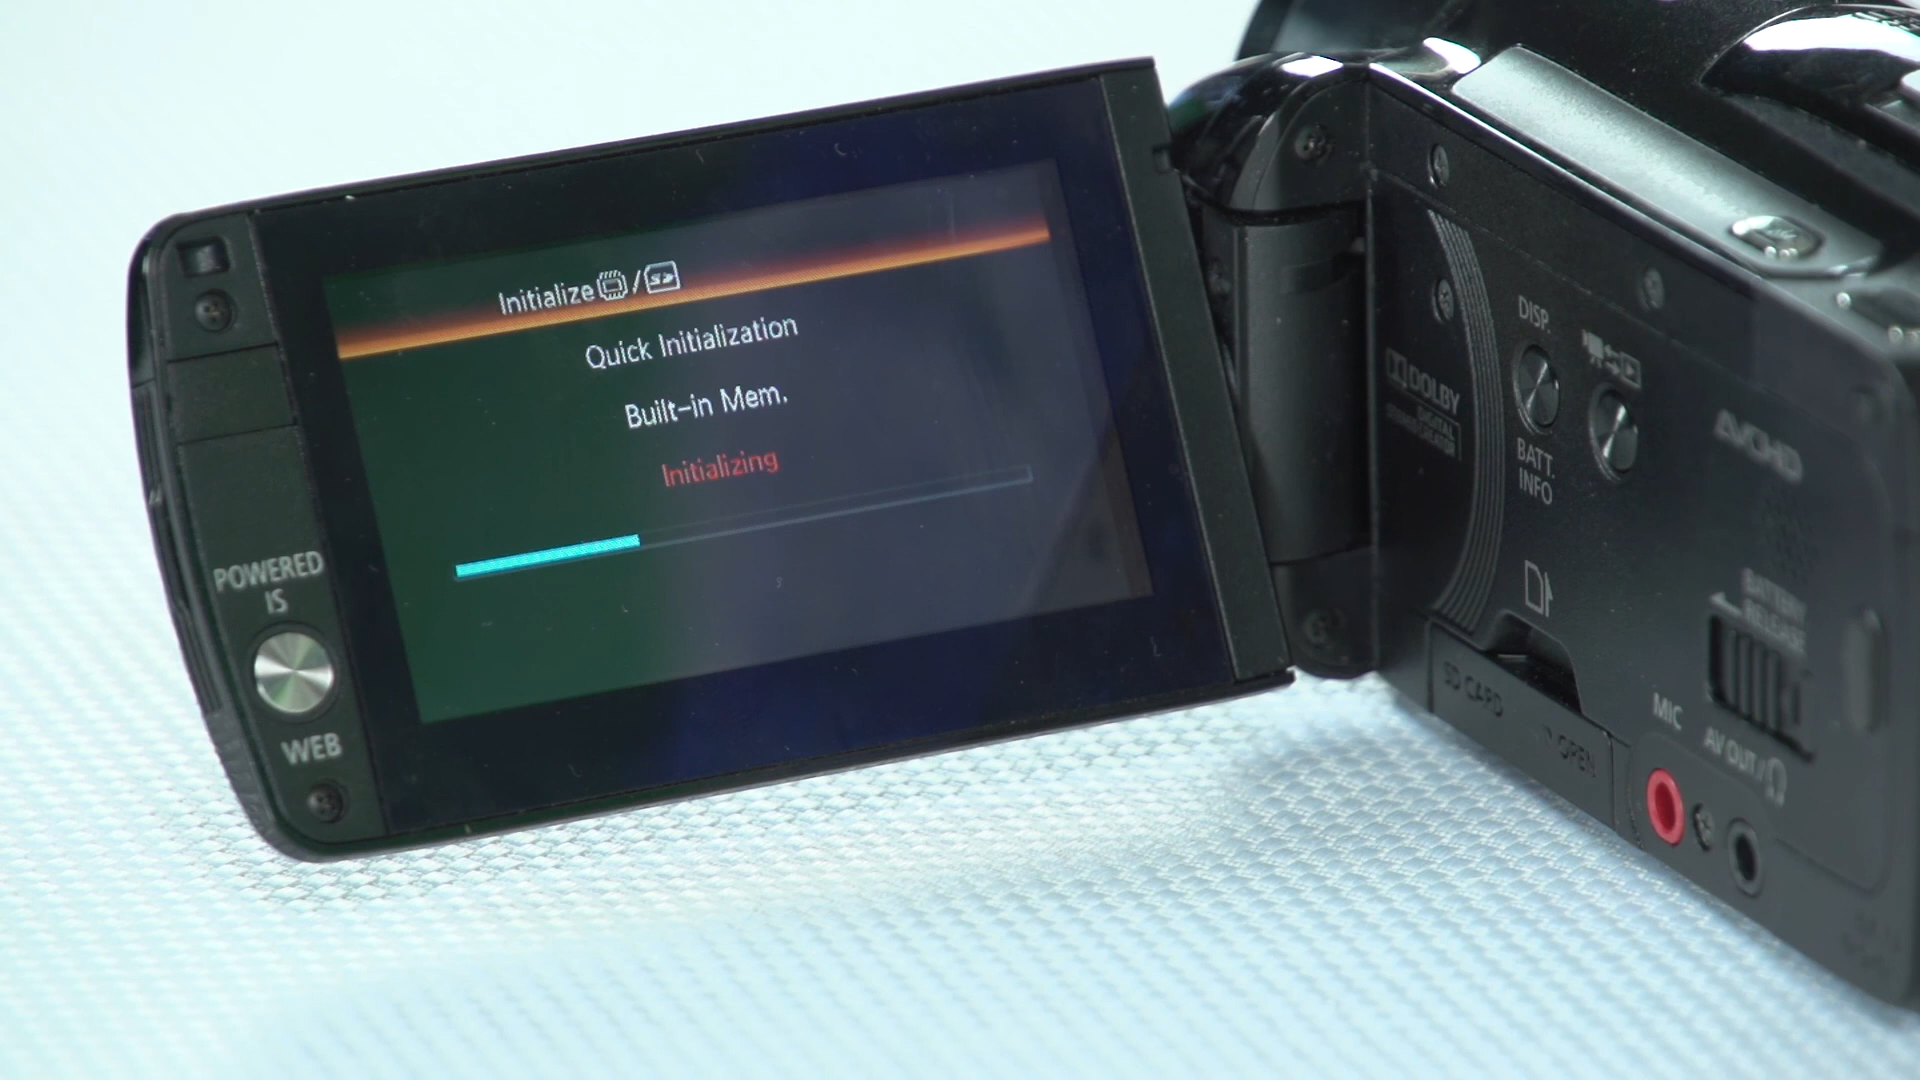 Initialize /
Quick Initialization
Built-in Mem.
Initializing
POWERED
IS
WEB
DISP.
BATT.
INFO
DOLBY
DIGITAL
AVCHD
BATTERY
RELEASE
SD CARD
OPEN
MIC
AV OUT/